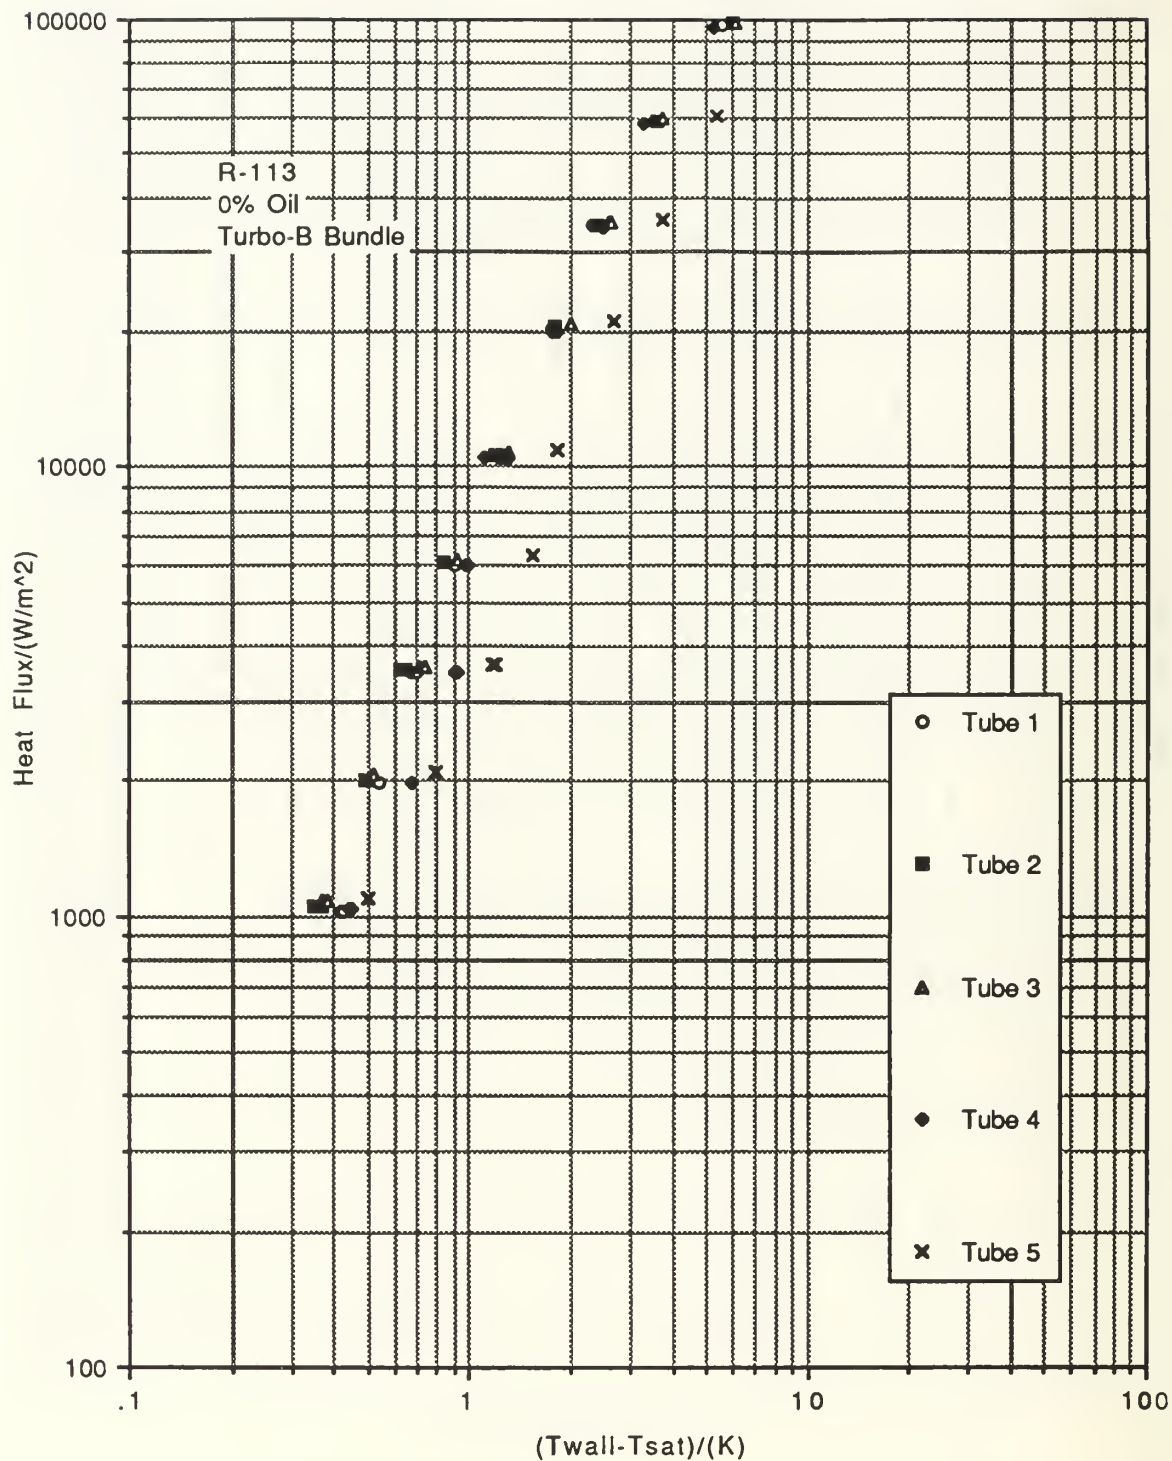 100000
R-113
0% Oil
Turbo-B Bundle
10000
Heat Flux/(W/m^2)
Tube 1
Tube 2
Tube 3
1000
Tube 4
Tube 5
100
.1
1
10
100
(Twall-Tsat)/(K)